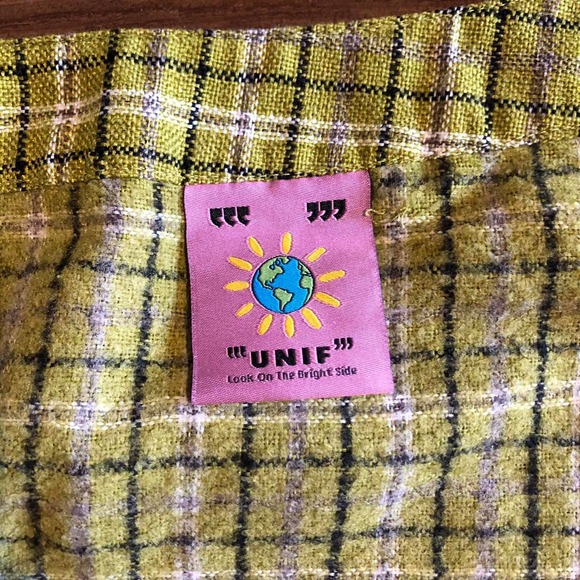 ““ ””
"'UNIF"'
Look On The Bright Side